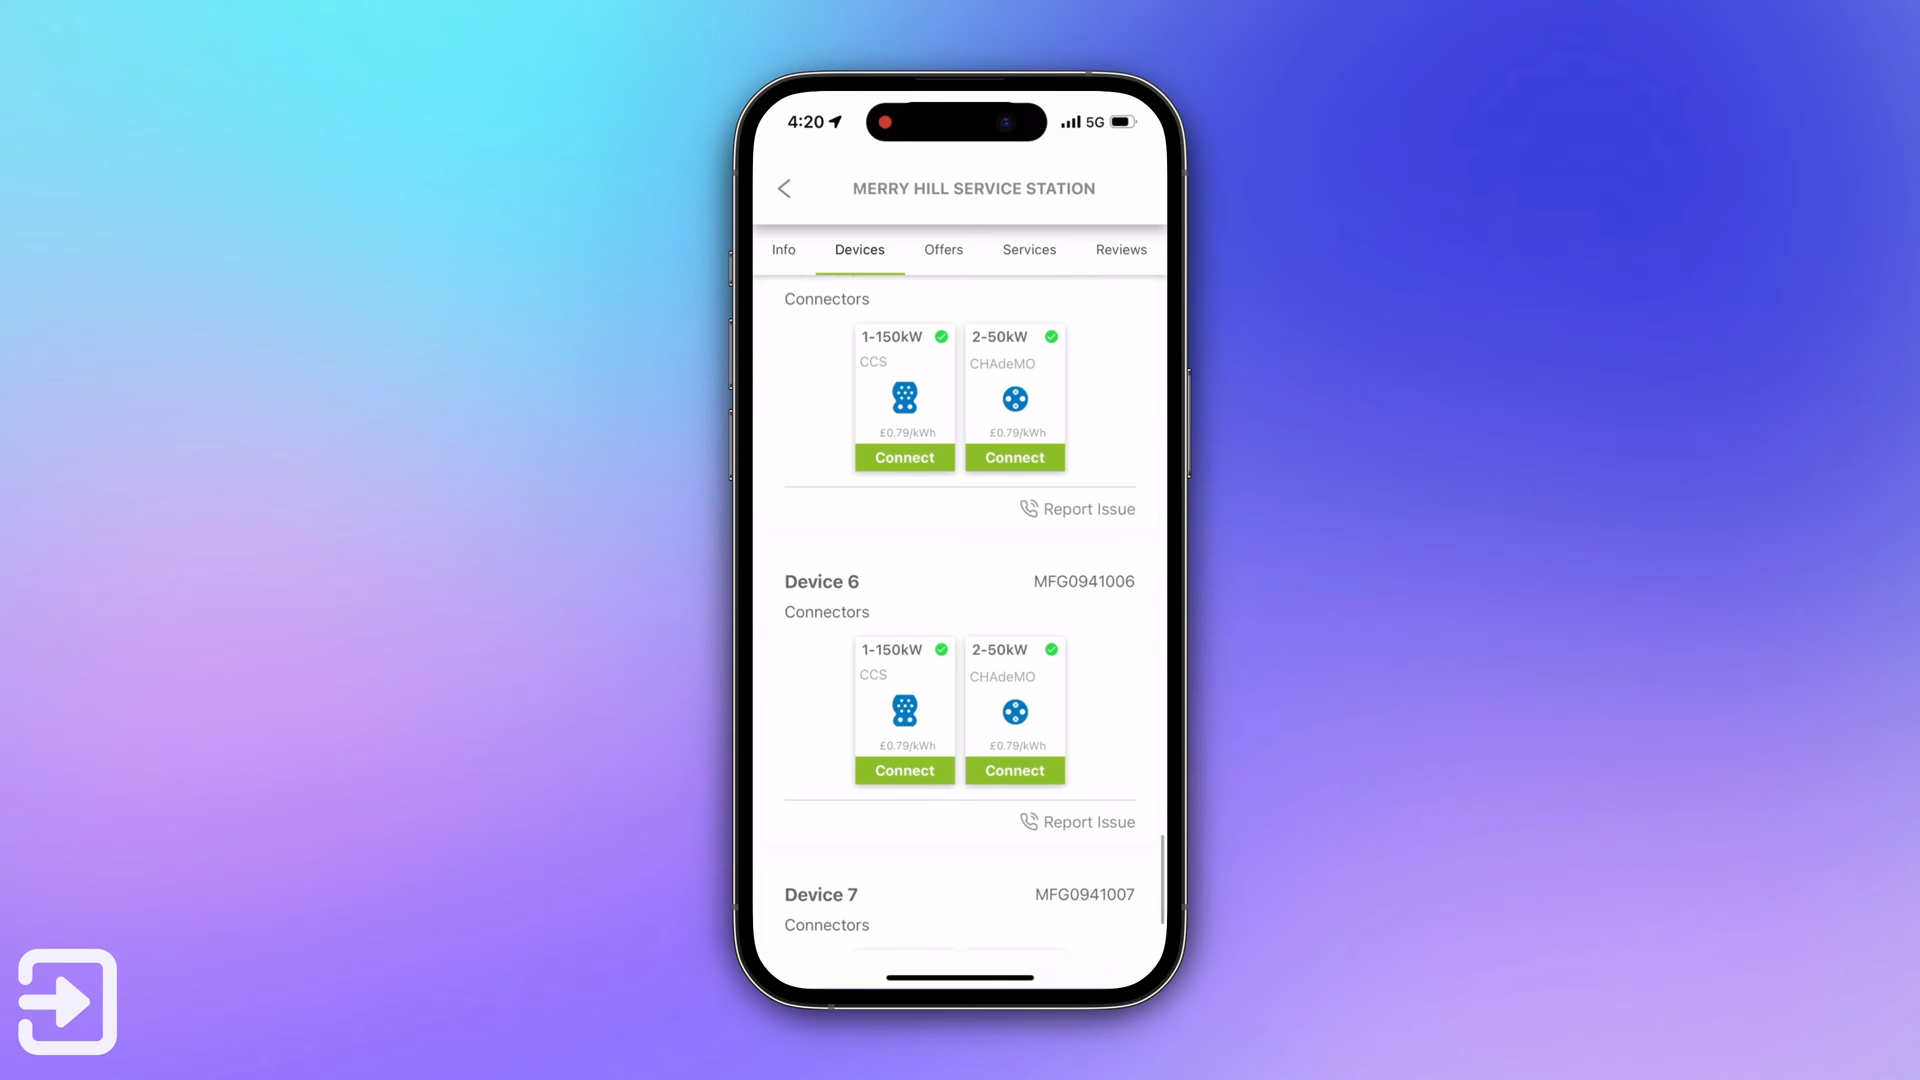 4:20
5G
MERRY HILL SERVICE STATION
Info Devices Offers Services Reviews
Connectors
1-150kW 2-50kW
CCS CHAdeMO
£0.79/kWh £0.79/kWh
Connect Connect
Report Issue
Device 6 MFG0941006
Connectors
1-150kW 2-50kW
CCS CHAdeMO
£0.79/kWh £0.79/kWh
Connect Connect
Report Issue
Device 7 MFG0941007
Connectors